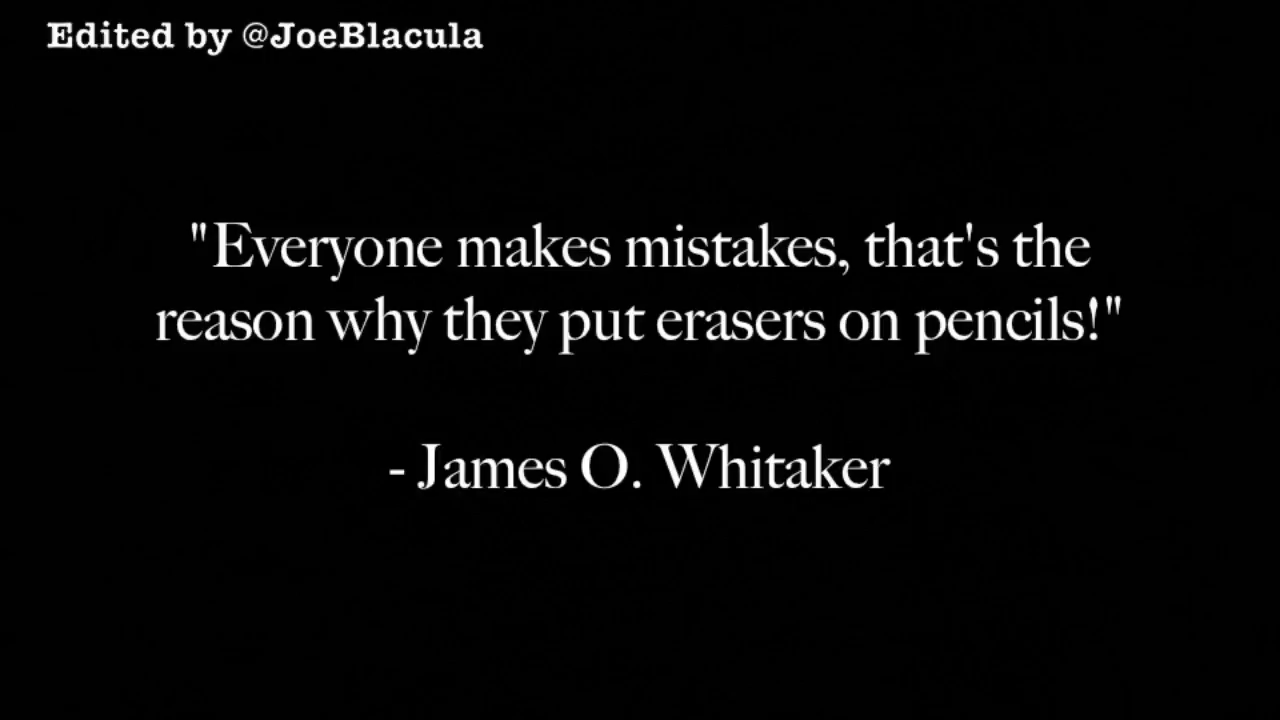 Edited by @JoeBlacula
"Everyone makes mistakes, that's the
reason why they put erasers on pencils!"
- James O. Whitaker